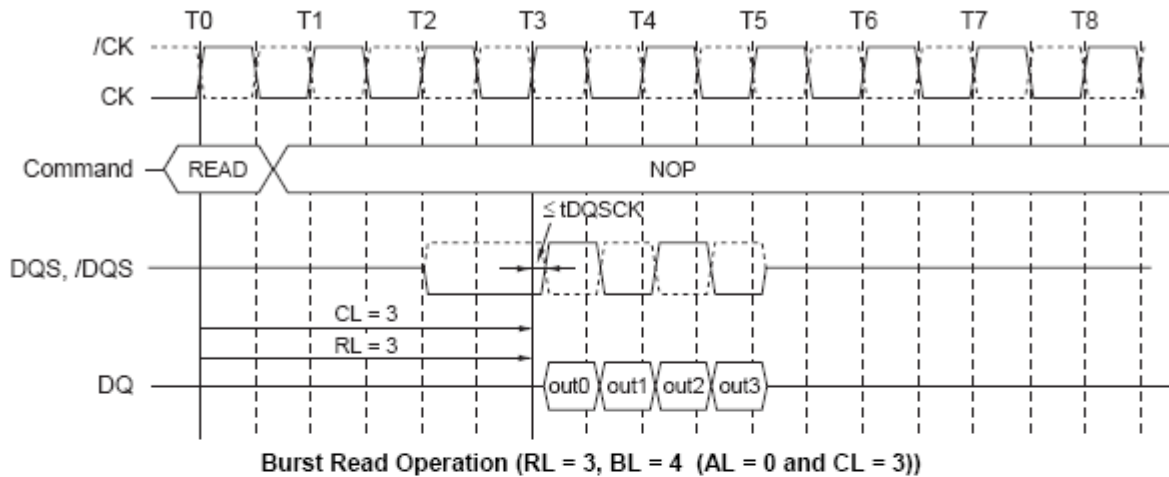 T0 T1 T2 T3 T4 T5 T6 T7 T8
/CK
CK
Command READ NOP
≤ tDQSCK
DQS, /DQS
CL = 3
RL = 3
DQ out0 out1 out2 out3
Burst Read Operation (RL = 3, BL = 4 (AL = 0 and CL = 3))